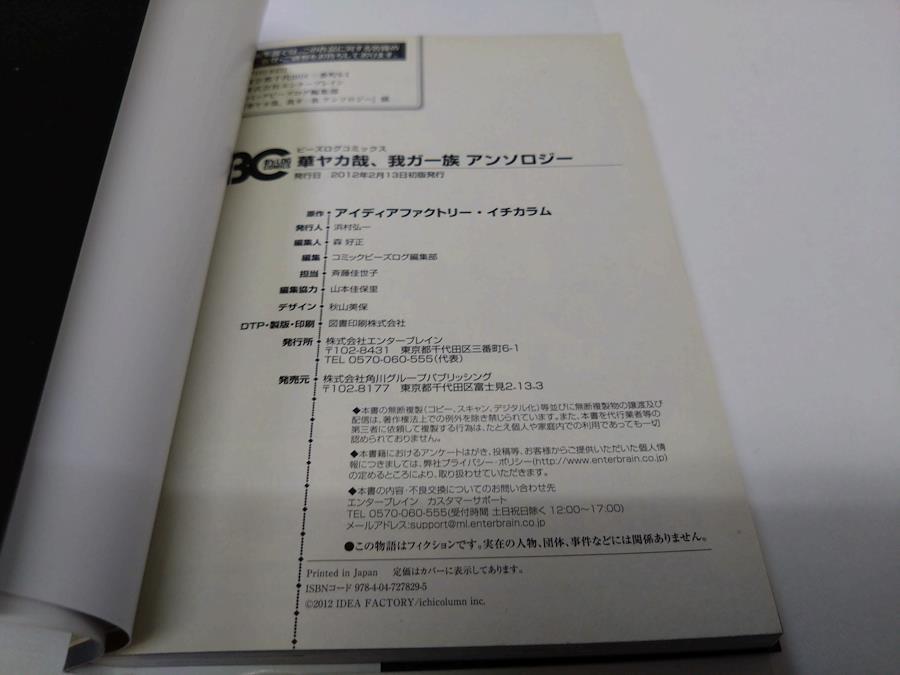 ビーズログコミックス
華ヤカ哉、我ガ一族 アンソロジー
発行日 2012年2月13日初版発行
原作 アイディアファクトリー・イチカラム
発行人 浜村弘一
編集人 森 好正
編集 コミックビーズログ編集部
担当 斉藤佳世子
編集協力 山本佳保里
デザイン 秋山美保
DTP・製版・印刷 図書印刷株式会社
発行所 株式会社エンターブレイン
〒102-8431 東京都千代田区三番町6-1
TEL 0570-060-555(代表)
発売元 株式会社角川グループパブリッシング
〒102-8177 東京都千代田区富士見2-13-3
◆本書の無断複製(コピー、スキャン、デジタル化)等並びに無断複製物の譲渡及び
配信は、著作権法上での例外を除き禁じられています。また、本書を代行業者等の
第三者に依頼して複製する行為は、たとえ個人や家庭内での利用であっても一切
認められておりません。
◆本書籍におけるアンケートはがき、投稿等、お客様からご提供いただいた個人情
報につきましては、弊社プライバシー・ポリシー(http://www.enterbrain.co.jp)
の定めるところにより、取り扱わせていただきます。
◆本書の内容・不良交換についてのお問い合わせ先
エンターブレイン カスタマーサポート
TEL 0570-060-555(受付時間 土日祝日除く 12:00〜17:00)
メールアドレス:support@ml.enterbrain.co.jp
●この物語はフィクションです。実在の人物、団体、事件などには関係ありません。
Printed in Japan 定価はカバーに表示してあります。
ISBNコード 978-4-04-727829-5
©2012 IDEA FACTORY/ichicolumn inc.